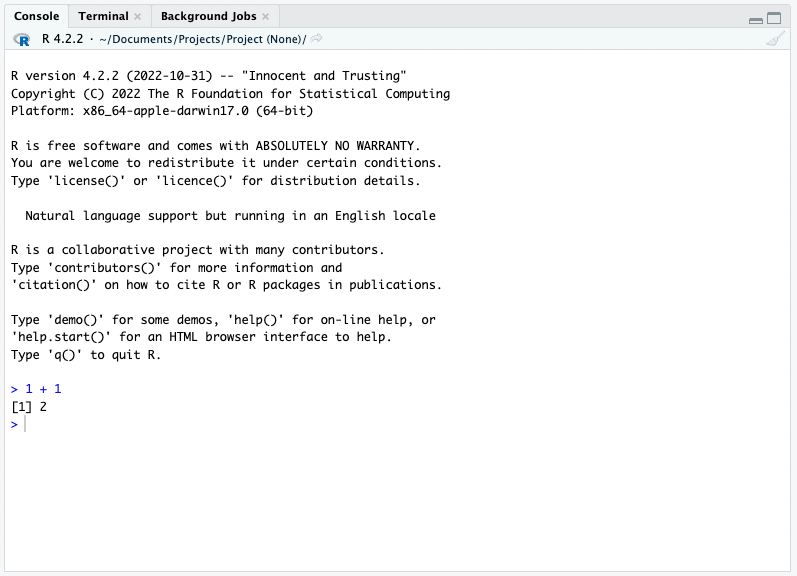 Console Terminal Background Jobs
R R 4.2.2 · ~/Documents/Projects/Project (None)/
R version 4.2.2 (2022-10-31) -- "Innocent and Trusting"
Copyright (C) 2022 The R Foundation for Statistical Computing
Platform: x86_64-apple-darwin17.0 (64-bit)
R is free software and comes with ABSOLUTELY NO WARRANTY.
You are welcome to redistribute it under certain conditions.
Type 'license()' or 'licence()' for distribution details.
Natural language support but running in an English locale
R is a collaborative project with many contributors.
Type 'contributors()' for more information and
'citation()' on how to cite R or R packages in publications.
Type 'demo()' for some demos, 'help()' for on-line help, or
'help.start()' for an HTML browser interface to help.
Type 'q()' to quit R.
> 1 + 1
[1] 2
>